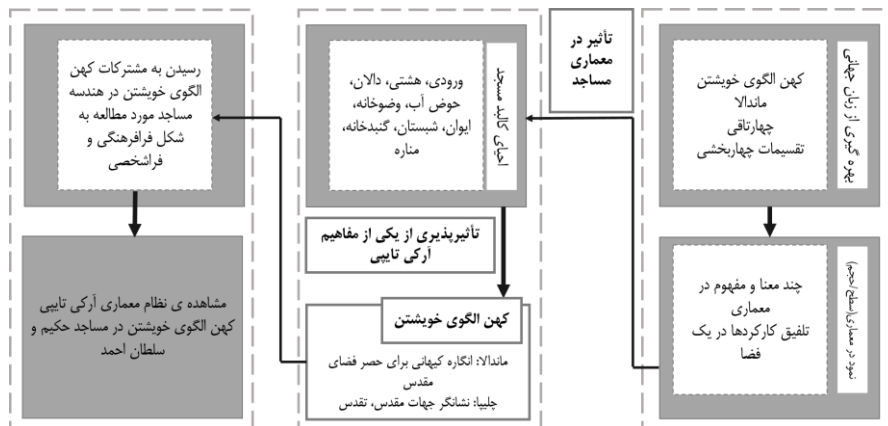 بهره گیری از زبان جهانی
کهن الگوی خویشتن
ماندالا
چهارتاقی
تقسیمات چهاربخشی
نمود در معماری(سطح/حجم)
چند معنا و مفهوم در
معماری
تلفیق کارکردها در یک
فضا
تأثیر در
معماری
مساجد
احیای کالبد مسجد
ورودی، هشتی، دالان،
حوض آب، وضوخانه،
ایوان، شبستان، گنبدخانه،
مناره
تأثیرپذیری از یکی از مفاهیم
آرکی تایپی
کهن الگوی خویشتن
ماندالا: انگاره کیهانی برای حصر فضای
مقدس
چلیپا: نشانگر جهات مقدس، تقدس
رسیدن به مشترکات کهن
الگوی خویشتن در هندسه
مساجد مورد مطالعه به
شکل فرافرهنگی و
فراشخصی
مشاهده ی نظام معماری آرکی تایپی
کهن الگوی خویشتن در مساجد حکیم و
سلطان احمد